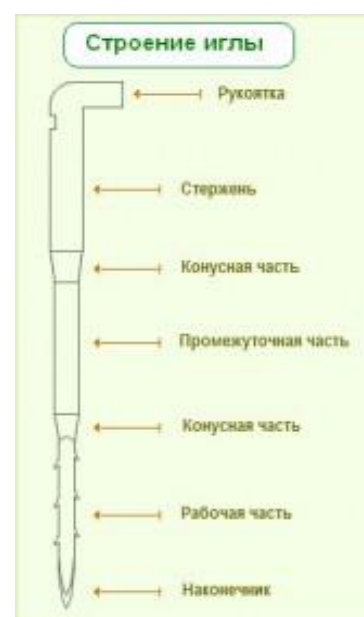 Строение иглы
Рукоятка
Стержень
Конусная часть
Промежуточная часть
Конусная часть
Рабочая часть
Наконечник